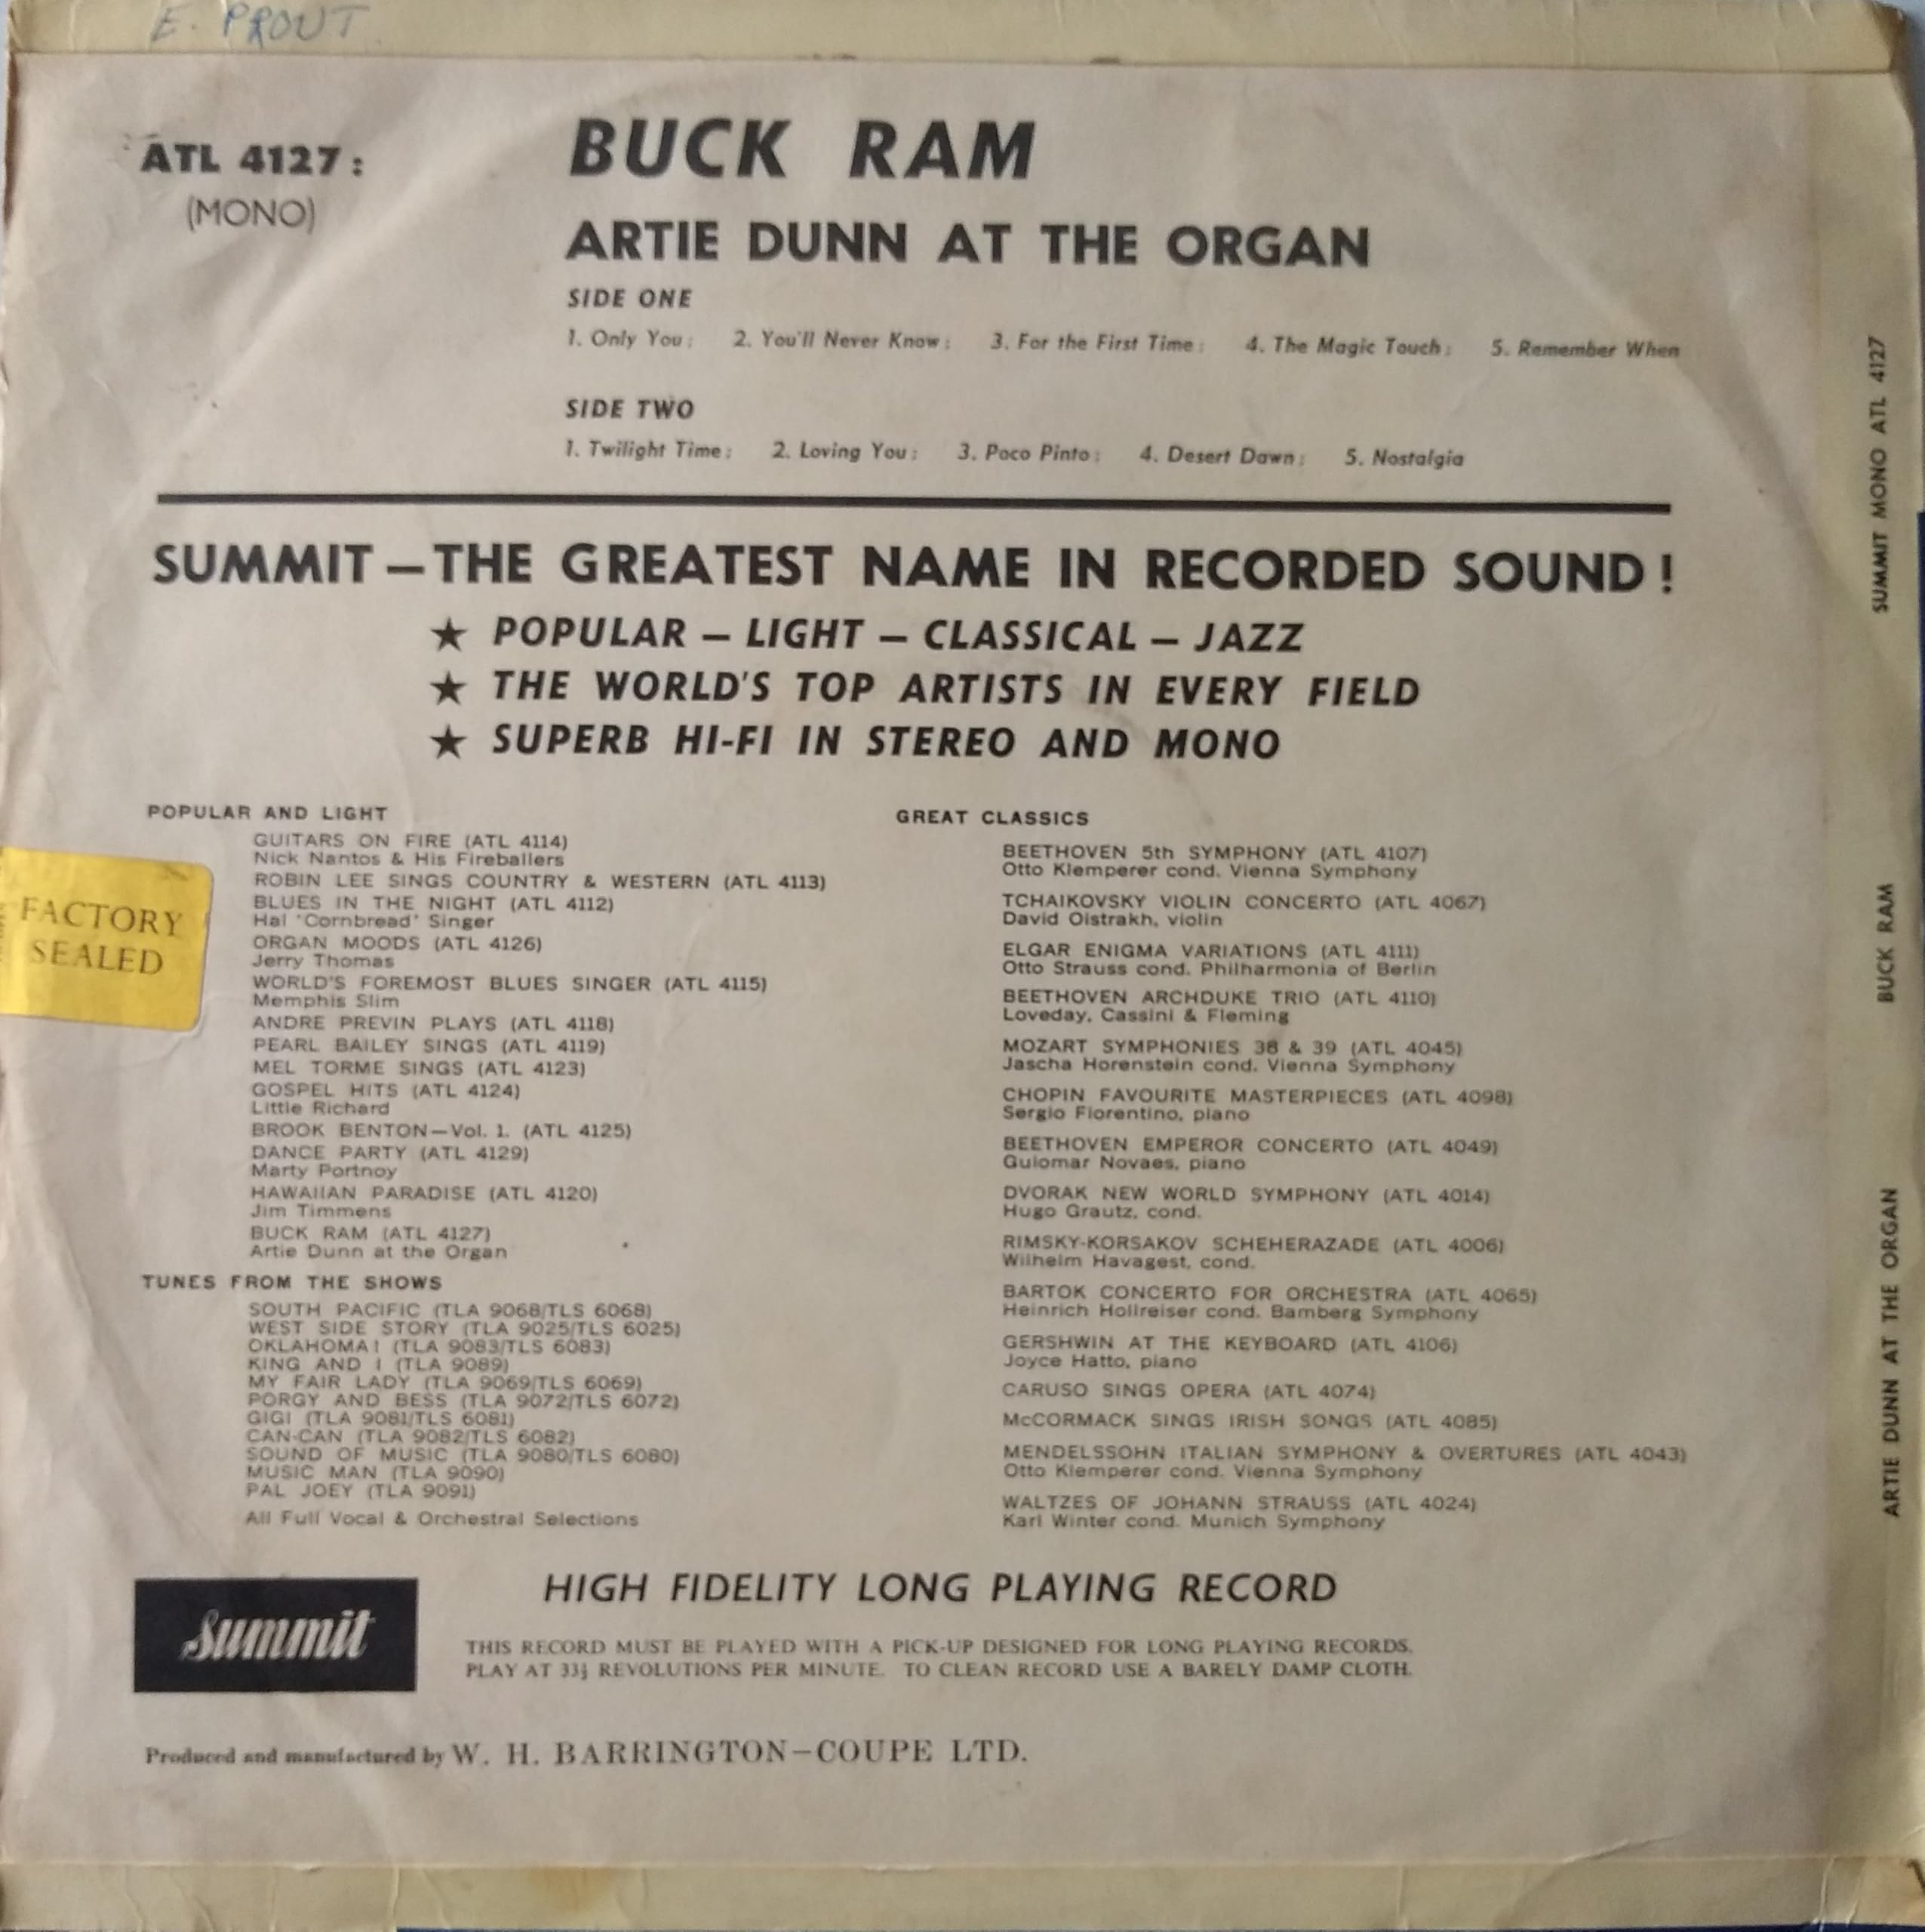 E. PROUT
ATL 4127:
(MONO)
BUCK RAM
ARTIE DUNN AT THE ORGAN
SIDE ONE
1. Only You; 2. You'll Never Know; 3. For the First Time; 4. The Magic Touch; 5. Remember When
SIDE TWO
1. Twilight Time; 2. Loving You; 3. Poco Pinto; 4. Desert Dawn; 5. Nostalgia
SUMMIT – THE GREATEST NAME IN RECORDED SOUND!
★ POPULAR – LIGHT – CLASSICAL – JAZZ
★ THE WORLD'S TOP ARTISTS IN EVERY FIELD
★ SUPERB HI-FI IN STEREO AND MONO
POPULAR AND LIGHT
GUITARS ON FIRE (ATL 4114)
Nick Nantos & His Fireballers
ROBIN LEE SINGS COUNTRY & WESTERN (ATL 4113)
BLUES IN THE NIGHT (ATL 4112)
Hal 'Cornbread' Singer
ORGAN MOODS (ATL 4126)
Jerry Thomas
WORLD'S FOREMOST BLUES SINGER (ATL 4115)
Memphis Slim
ANDRE PREVIN PLAYS (ATL 4118)
PEARL BAILEY SINGS (ATL 4119)
MEL TORME SINGS (ATL 4123)
GOSPEL HITS (ATL 4124)
Little Richard
BROOK BENTON—Vol. 1. (ATL 4125)
DANCE PARTY (ATL 4129)
Marty Portnoy
HAWAIIAN PARADISE (ATL 4120)
Jim Timmens
BUCK RAM (ATL 4127)
Artie Dunn at the Organ
TUNES FROM THE SHOWS
SOUTH PACIFIC (TLA 9068/TLS 6068)
WEST SIDE STORY (TLA 9025/TLS 6025)
OKLAHOMA! (TLA 9083/TLS 6083)
KING AND I (TLA 9089)
MY FAIR LADY (TLA 9069/TLS 6069)
PORGY AND BESS (TLA 9072/TLS 6072)
GIGI (TLA 9081/TLS 6081)
CAN-CAN (TLA 9082/TLS 6082)
SOUND OF MUSIC (TLA 9080/TLS 6080)
MUSIC MAN (TLA 9090)
PAL JOEY (TLA 9091)
All Full Vocal & Orchestral Selections
GREAT CLASSICS
BEETHOVEN 5th SYMPHONY (ATL 4107)
Otto Klemperer cond. Vienna Symphony
TCHAIKOVSKY VIOLIN CONCERTO (ATL 4067)
David Oistrakh, violin
ELGAR ENIGMA VARIATIONS (ATL 4111)
Otto Strauss cond. Philharmonia of Berlin
BEETHOVEN ARCHDUKE TRIO (ATL 4110)
Loveday, Cassini & Fleming
MOZART SYMPHONIES 38 & 39 (ATL 4045)
Jascha Horenstein cond. Vienna Symphony
CHOPIN FAVOURITE MASTERPIECES (ATL 4098)
Sergio Fiorentino, piano
BEETHOVEN EMPEROR CONCERTO (ATL 4049)
Guiomar Novaes, piano
DVORAK NEW WORLD SYMPHONY (ATL 4014)
Hugo Grautz, cond.
RIMSKY-KORSAKOV SCHEHERAZADE (ATL 4006)
Wilhelm Havagest, cond.
BARTOK CONCERTO FOR ORCHESTRA (ATL 4065)
Heinrich Hollreiser cond. Bamberg Symphony
GERSHWIN AT THE KEYBOARD (ATL 4106)
Joyce Hatto, piano
CARUSO SINGS OPERA (ATL 4074)
McCORMACK SINGS IRISH SONGS (ATL 4085)
MENDELSSOHN ITALIAN SYMPHONY & OVERTURES (ATL 4043)
Otto Klemperer cond. Vienna Symphony
WALTZES OF JOHANN STRAUSS (ATL 4024)
Karl Winter cond. Munich Symphony
FACTORY
SEALED
Summit
HIGH FIDELITY LONG PLAYING RECORD
THIS RECORD MUST BE PLAYED WITH A PICK-UP DESIGNED FOR LONG PLAYING RECORDS.
PLAY AT 33⅓ REVOLUTIONS PER MINUTE. TO CLEAN RECORD USE A BARELY DAMP CLOTH.
Produced and manufactured by W. H. BARRINGTON–COUPE LTD.
ARTIE DUNN AT THE ORGAN BUCK RAM SUMMIT MONO ATL 4127